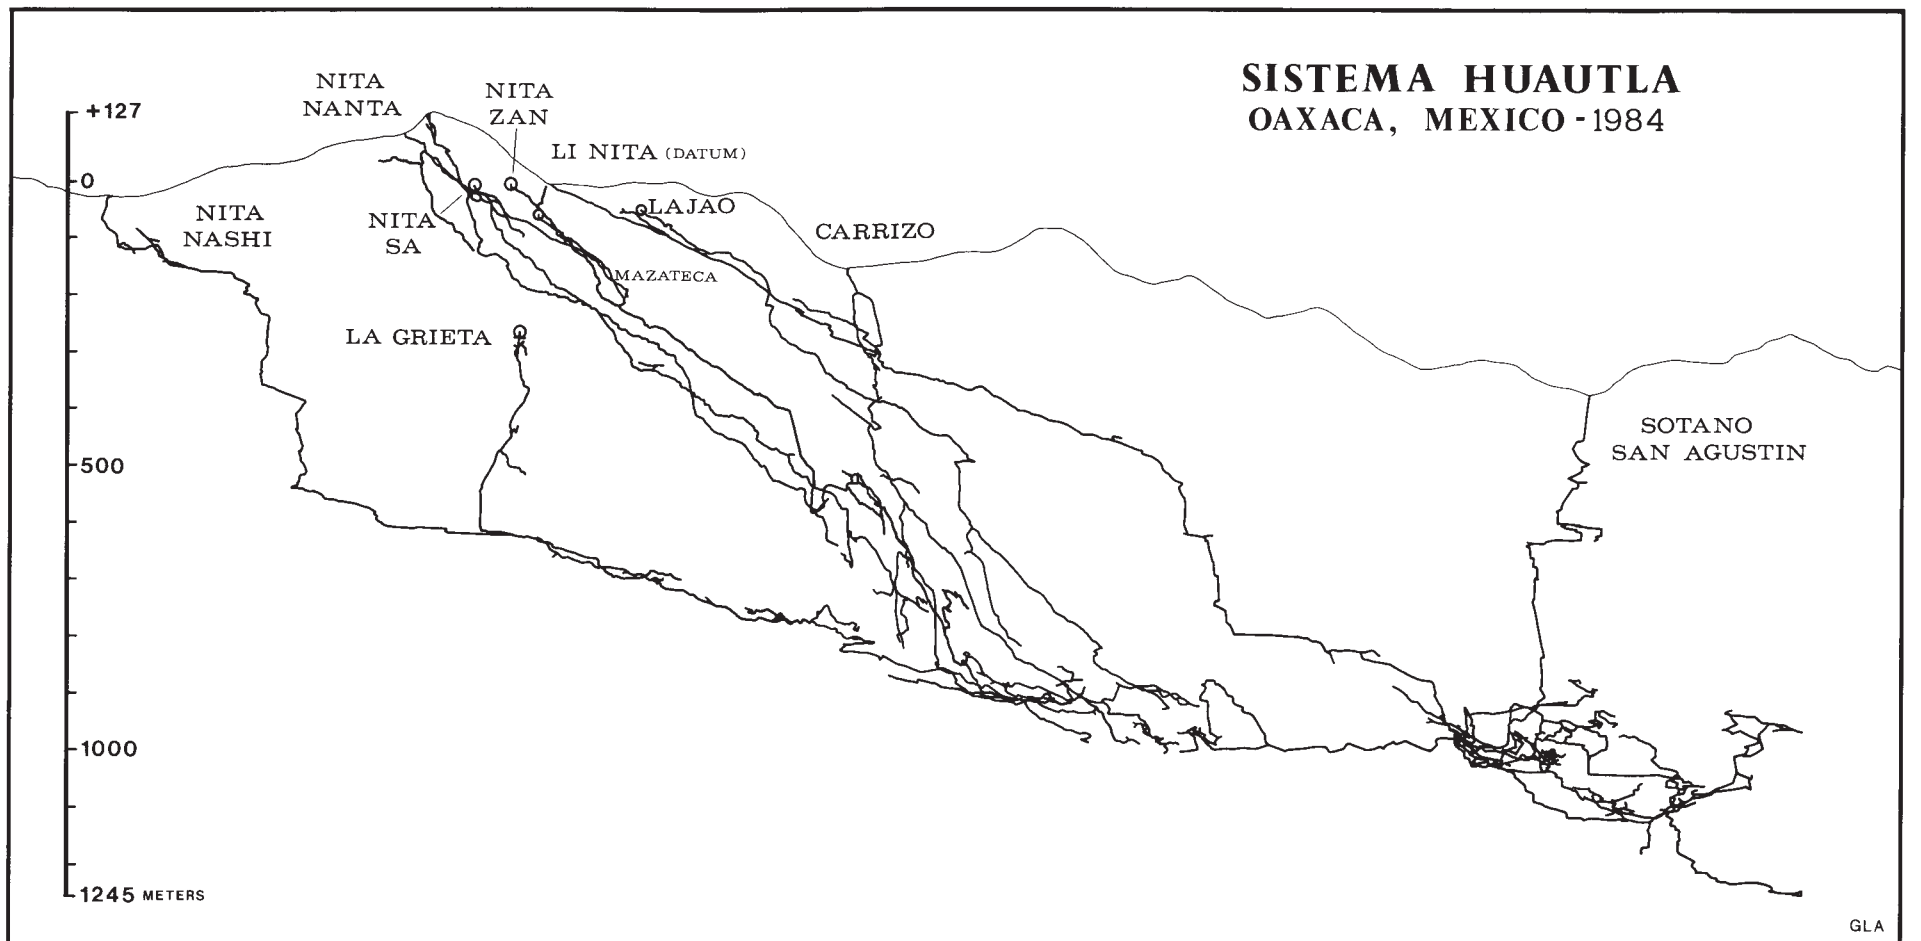 SISTEMA HUAUTLA
OAXACA, MEXICO - 1984
NITA
NANTA
NITA
ZAN
+127
LI NITA (DATUM)
0
NITA
NASHI
NITA
SA
LAJAO
CARRIZO
MAZATECA
LA GRIETA
SOTANO
SAN AGUSTIN
500
1000
1245 METERS
GLA